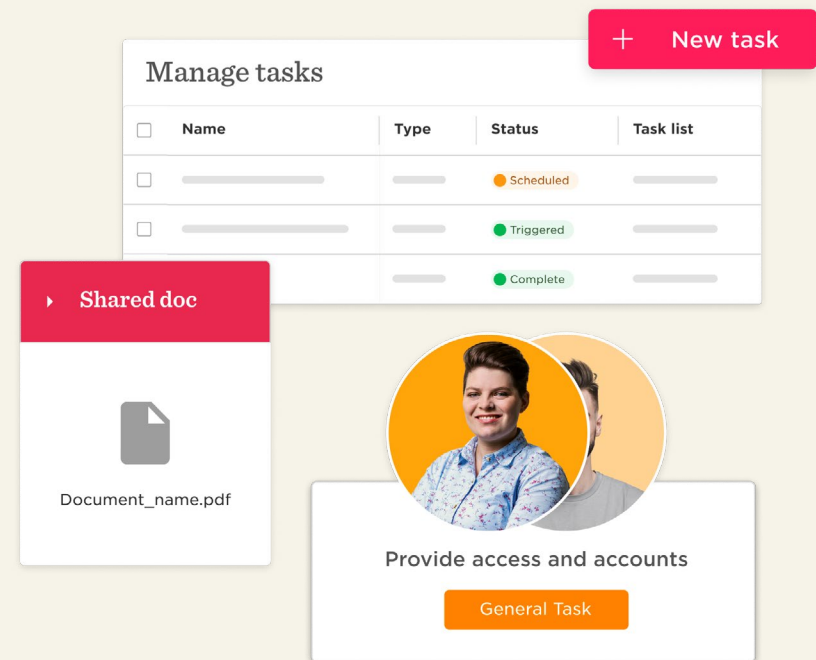 + New task
Manage tasks
Name Type Status Task list
Scheduled
Triggered
Complete
Shared doc
Document_name.pdf
Provide access and accounts
General Task